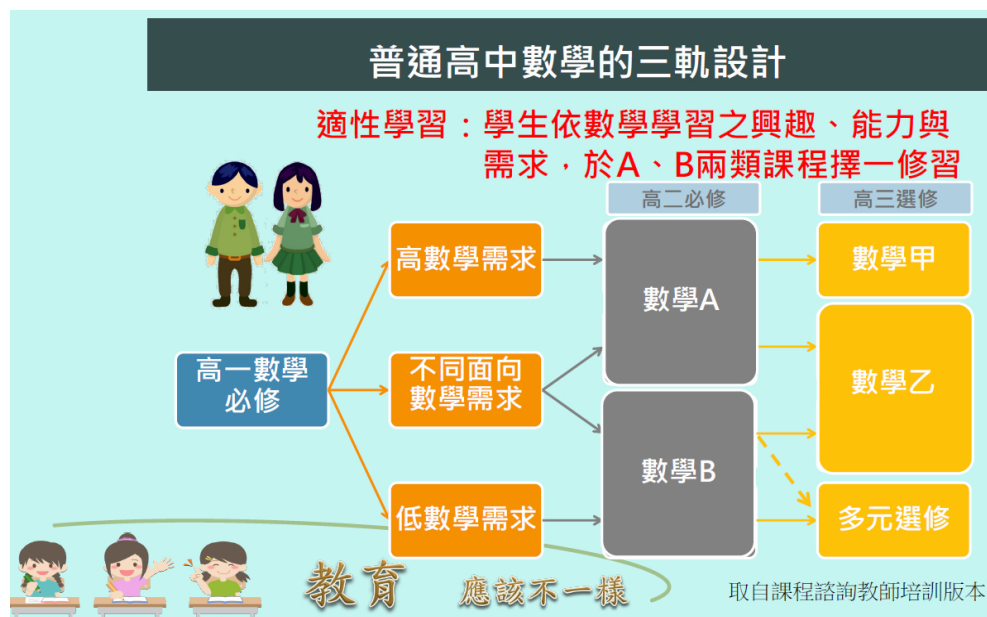 普通高中數學的三軌設計
適性學習：學生依數學學習之興趣、能力與
需求，於A、B兩類課程擇一修習
高二必修
高三選修
高數學需求
數學A
數學甲
高一數學
必修
不同面向
數學需求
數學乙
數學B
低數學需求
多元選修
教育 應該不一樣
取自課程諮詢教師培訓版本